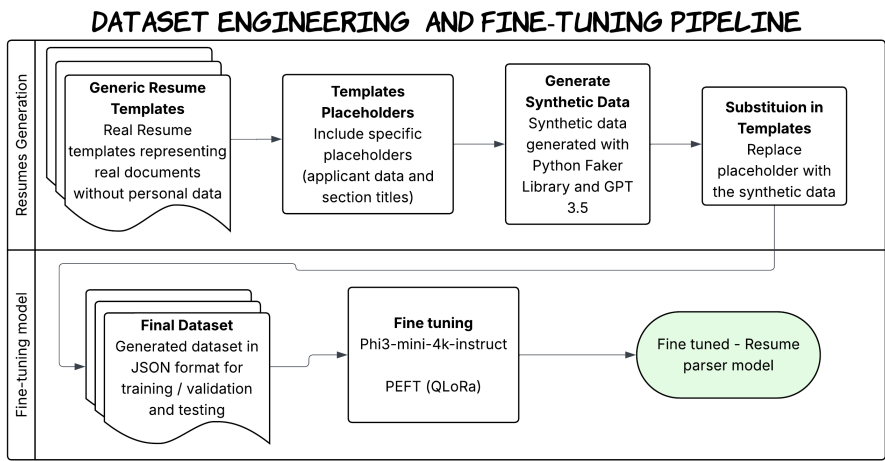 DATASET ENGINEERING AND FINE-TUNING PIPELINE
Resumes Generation
Generic Resume
Templates
Real Resume
templates representing
real documents
without personal data
Templates
Placeholders
Include specific
placeholders
(applicant data and
section titles)
Generate
Synthetic Data
Synthetic data
generated with
Python Faker
Library and GPT
3.5
Substituion in
Templates
Replace
placeholder with
the synthetic data
Fine-tuning model
Final Dataset
Generated dataset in
JSON format for
training / validation
and testing
Fine tuning
Phi3-mini-4k-instruct
PEFT (QLoRa)
Fine tuned - Resume
parser model